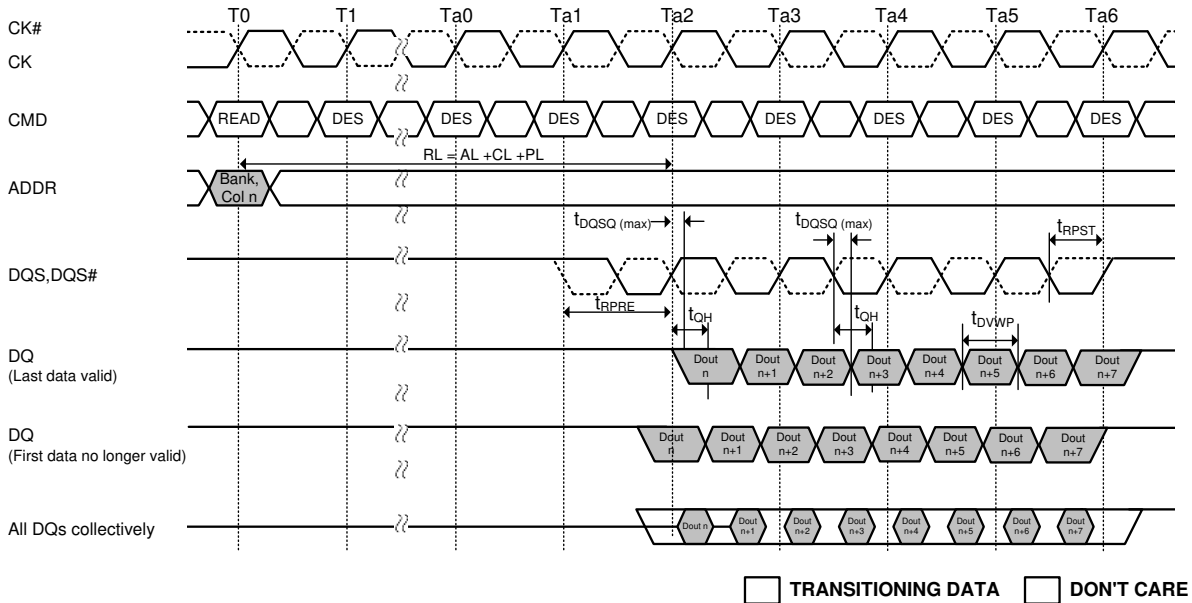 T0 T1 Ta0 Ta1 Ta2 Ta3 Ta4 Ta5 Ta6
CK#
CK
CMD
READ DES DES DES DES DES DES DES DES
RL = AL +CL +PL
ADDR
Bank,
Col n
tDQSQ (max)
tDQSQ (max)
tRPST
DQS,DQS#
tRPRE
tQH
tQH
tDVWP
DQ
(Last data valid)
Dout n
Dout n+1
Dout n+2
Dout n+3
Dout n+4
Dout n+5
Dout n+6
Dout n+7
DQ
(First data no longer valid)
Dout n
Dout n+1
Dout n+2
Dout n+3
Dout n+4
Dout n+5
Dout n+6
Dout n+7
All DQs collectively
Dout n
Dout n+1
Dout n+2
Dout n+3
Dout n+4
Dout n+5
Dout n+6
Dout n+7
TRANSITIONING DATA DON'T CARE